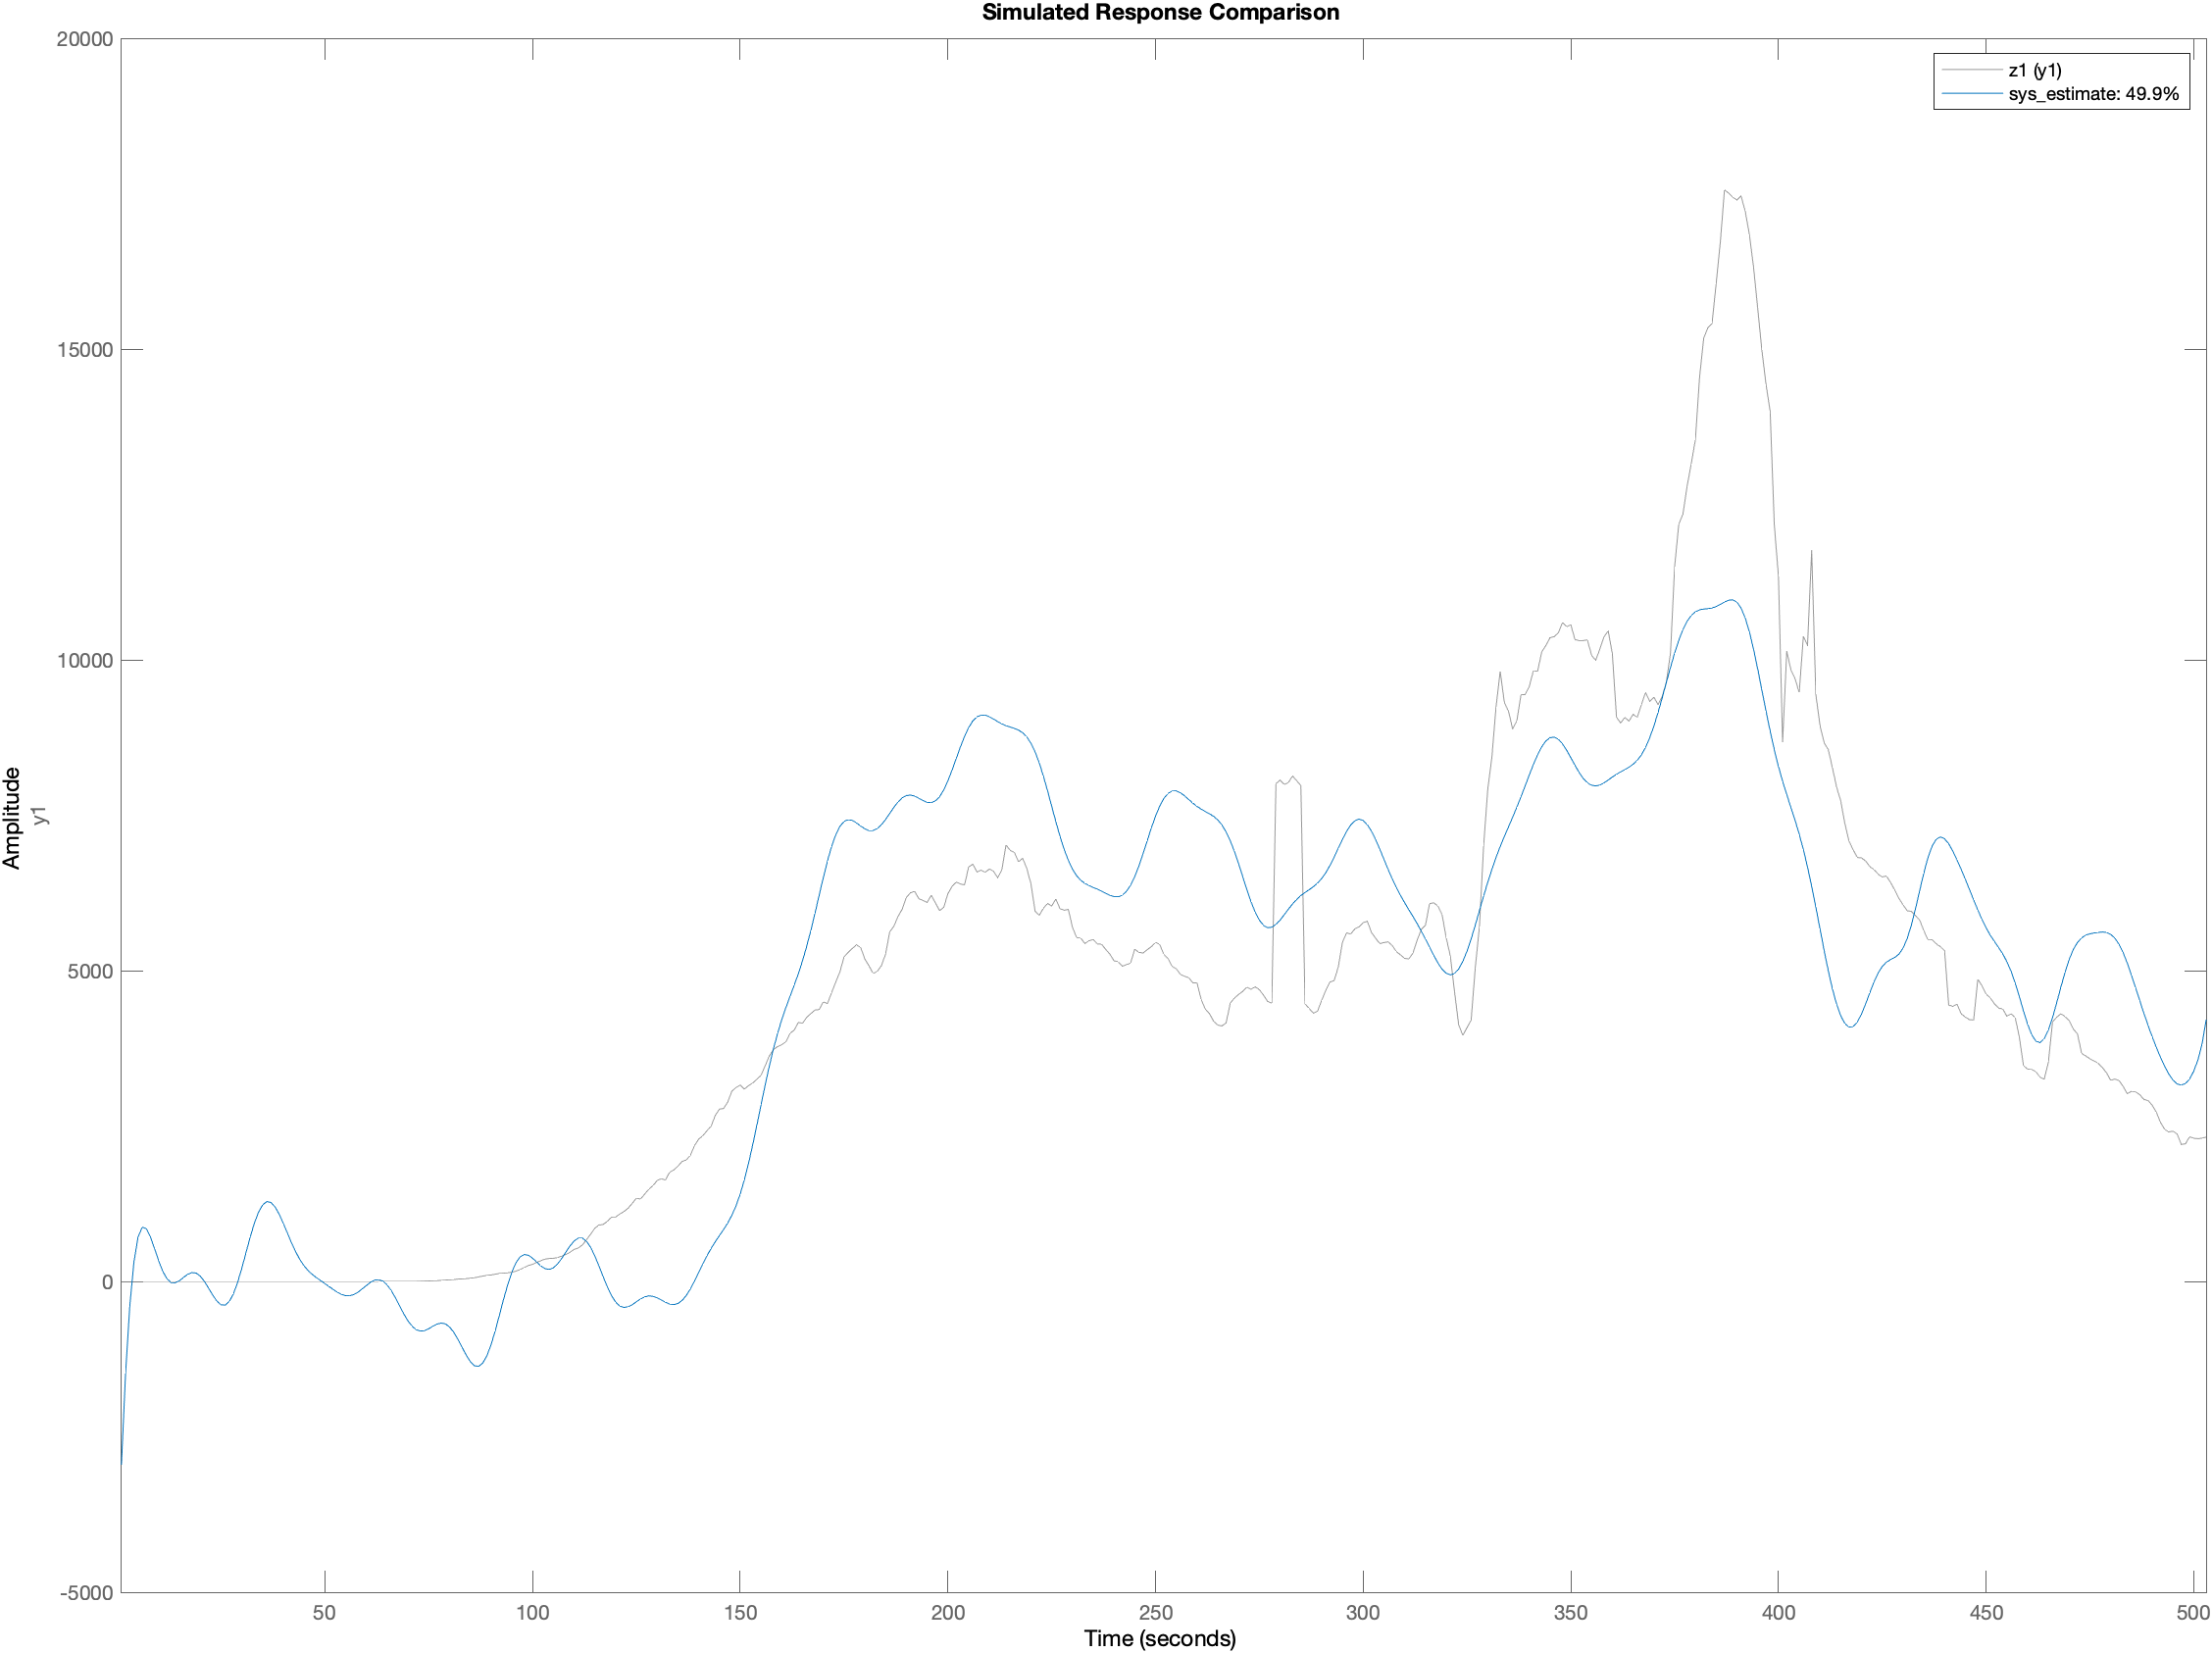 Simulated Response Comparison
20000
15000
10000
5000
0
-5000
z1 (y1)
sys_estimate: 49.9%
Amplitude
y1
50 100 150 200 250 300 350 400 450 500
Time (seconds)